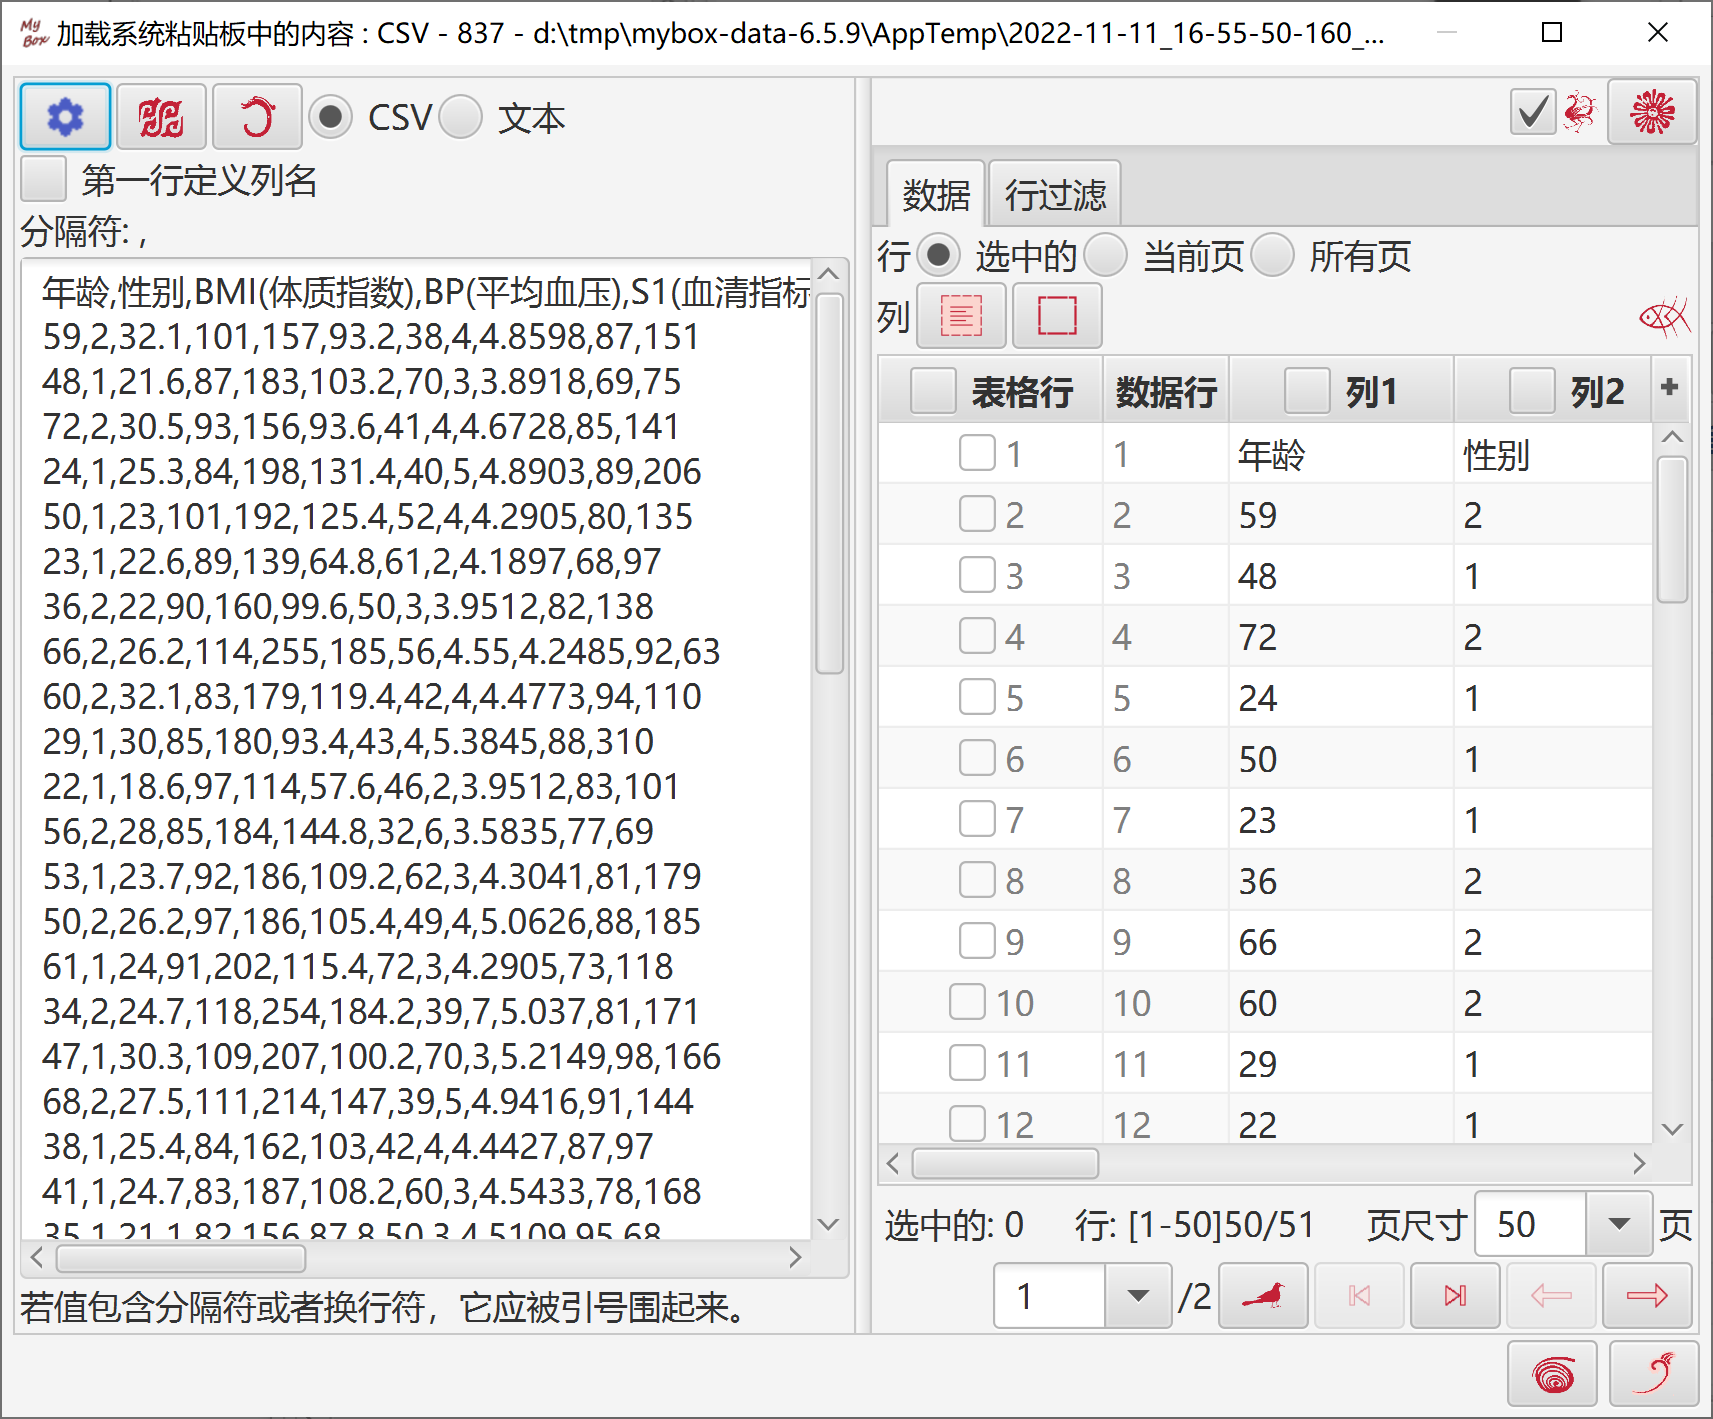 My Box 加载系统粘贴板中的内容 : CSV - 837 - d:\tmp\mybox-data-6.5.9\AppTemp\2022-11-11_16-55-50-160_...
CSV 文本
第一行定义列名
分隔符: ,
年龄,性别,BMI(体质指数),BP(平均血压),S1(血清指标
59,2,32.1,101,157,93.2,38,4,4.8598,87,151
48,1,21.6,87,183,103.2,70,3,3.8918,69,75
72,2,30.5,93,156,93.6,41,4,4.6728,85,141
24,1,25.3,84,198,131.4,40,5,4.8903,89,206
50,1,23,101,192,125.4,52,4,4.2905,80,135
23,1,22.6,89,139,64.8,61,2,4.1897,68,97
36,2,22,90,160,99.6,50,3,3.9512,82,138
66,2,26.2,114,255,185,56,4.55,4.2485,92,63
60,2,32.1,83,179,119.4,42,4,4.4773,94,110
29,1,30,85,180,93.4,43,4,5.3845,88,310
22,1,18.6,97,114,57.6,46,2,3.9512,83,101
56,2,28,85,184,144.8,32,6,3.5835,77,69
53,1,23.7,92,186,109.2,62,3,4.3041,81,179
50,2,26.2,97,186,105.4,49,4,5.0626,88,185
61,1,24,91,202,115.4,72,3,4.2905,73,118
34,2,24.7,118,254,184.2,39,7,5.037,81,171
47,1,30.3,109,207,100.2,70,3,5.2149,98,166
68,2,27.5,111,214,147,39,5,4.9416,91,144
38,1,25.4,84,162,103,42,4,4.4427,87,97
41,1,24.7,83,187,108.2,60,3,4.5433,78,168
35,1,21.1,82,156,87.8,50,3,4.5109,95,68
若值包含分隔符或者换行符，它应被引号围起来。
数据 行过滤
行 选中的 当前页 所有页
列
表格行 数据行 列1 列2 +
1 1 年龄 性别
2 2 59 2
3 3 48 1
4 4 72 2
5 5 24 1
6 6 50 1
7 7 23 1
8 8 36 2
9 9 66 2
10 10 60 2
11 11 29 1
12 12 22 1
选中的: 0 行: [1-50]50/51 页尺寸 50 页
1 /2